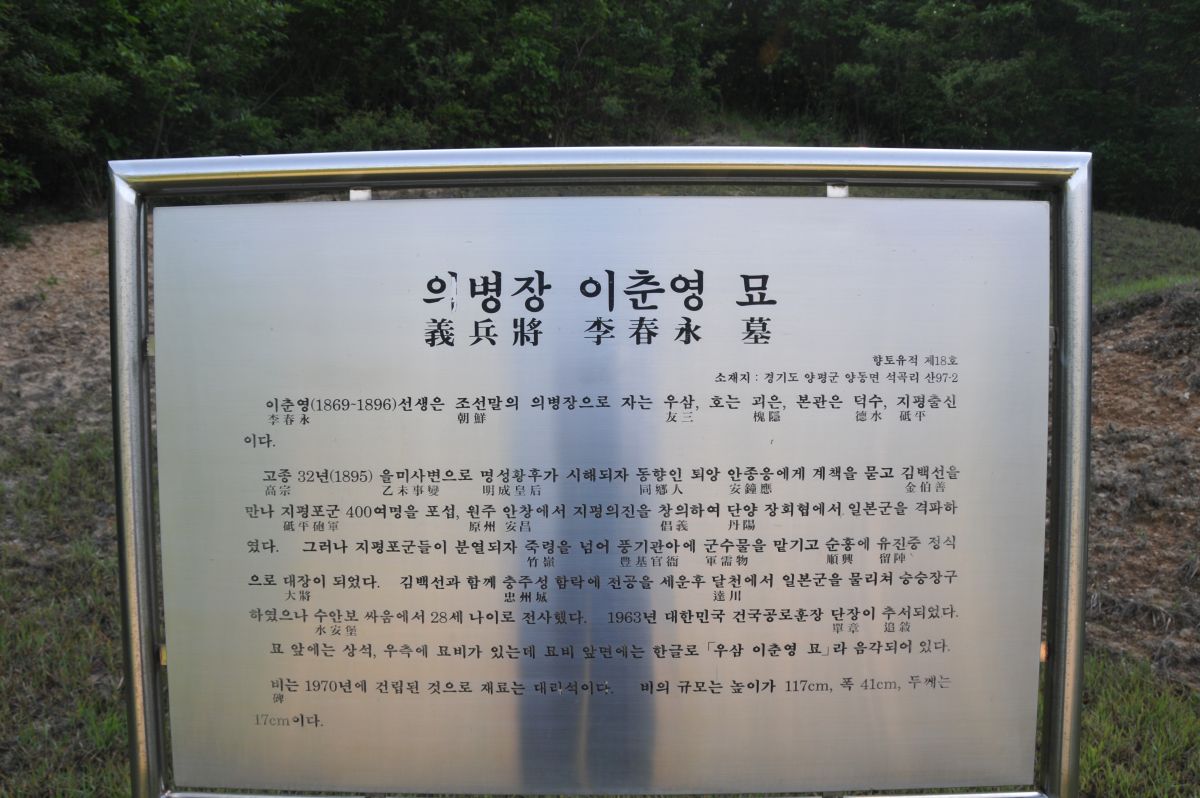 의병장 이춘영 묘
義兵將 李春永 墓
향토유적 제18호
소재지 : 경기도 양평군 양동면 석곡리 산97-2
이춘영(1869~1896)선생은 조선말의 의병장으로 자는 우삼, 호는 괴은, 본관은 덕수, 지평출신
李春永 朝鮮 友三 槐隱 德水 砥平
이다.
고종 32년(1895) 을미사변으로 명성황후가 시해되자 동향인 퇴앙 안종응에게 계책을 묻고 김백선을
高宗 乙未事變 明成皇后 同鄕人 安鐘應 金伯善
만나 지평포군 400여명을 포섭, 원주 안창에서 지평의진을 창의하여 단양 장회협에서 일본군을 격파하
砥平砲軍 原州 安昌 倡義 丹陽
였다. 그러나 지평포군들이 분열되자 죽령을 넘어 풍기관아에 군수물을 맡기고 순흥에 유진중 정식
竹嶺 豊基官衙 軍需物 順興 留陣
으로 대장이 되었다. 김백선과 함께 충주성 함락에 전공을 세운후 달천에서 일본군을 물리쳐 승승장구
大將 忠州城 達川
하였으나 수안보 싸움에서 28세 나이로 전사했다. 1963년 대한민국 건국공로훈장 단장이 추서되었다.
水安堡 單章 追敍
묘 앞에는 상석, 우측에 묘비가 있는데 묘비 앞면에는 한글로 「우삼 이춘영 묘」라 음각되어 있다.
비는 1970년에 건립된 것으로 재료는 대리석이다. 비의 규모는 높이가 117cm, 폭 41cm, 두께는
碑
17cm이다.